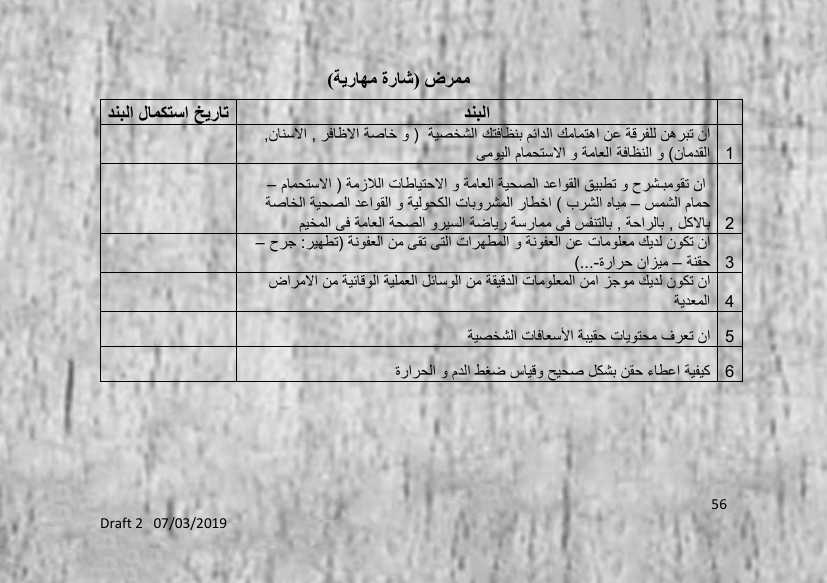 ممرض (شارة مهارية)
البند
تاريخ استكمال البند
ان تبرهن للفرقة عن اهتمامك الدائم بنظافتك الشخصية ( و خاصة الاظافر , الاسنان,
1 القدمان) و النظافة العامة و الاستحمام اليومى
ان تقومبشرح و تطبيق القواعد الصحية العامة و الاحتياطات اللازمة ( الاستحمام –
حمام الشمس – مياه الشرب ) اخطار المشروبات الكحولية و القواعد الصحية الخاصة
2 بالاكل , بالراحة , بالتنفس فى ممارسة رياضة السيرو الصحة العامة فى المخيم
ان تكون لديك معلومات عن العفونة و المطهرات التى تقى من العفونة (تطهير: جرح –
3 حقنة – ميزان حرارة-...)
ان تكون لديك موجز امن المعلومات الدقيقة من الوسائل العملية الوقائية من الامراض
4 المعدية
5 ان تعرف محتويات حقيبة الأسعافات الشخصية
6 كيفية اعطاء حقن بشكل صحيح وقياس ضغط الدم و الحرارة
56
Draft 2 07/03/2019